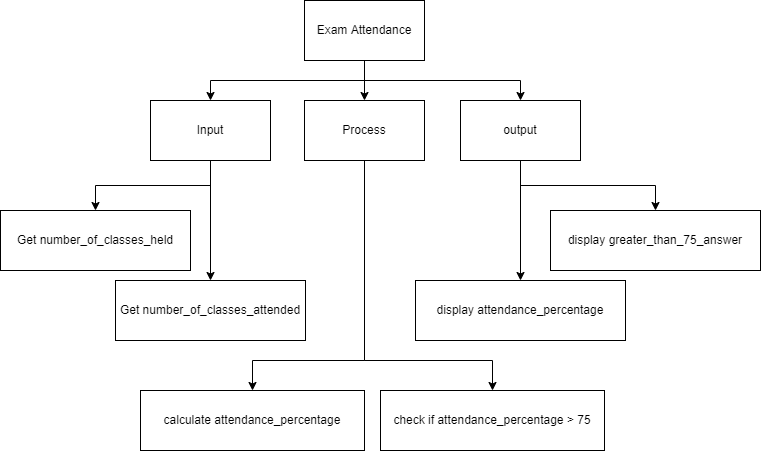 Exam Attendance
Input
Process
output
Get number_of_classes_held
display greater_than_75_answer
Get number_of_classes_attended
display attendance_percentage
calculate attendance_percentage
check if attendance_percentage > 75